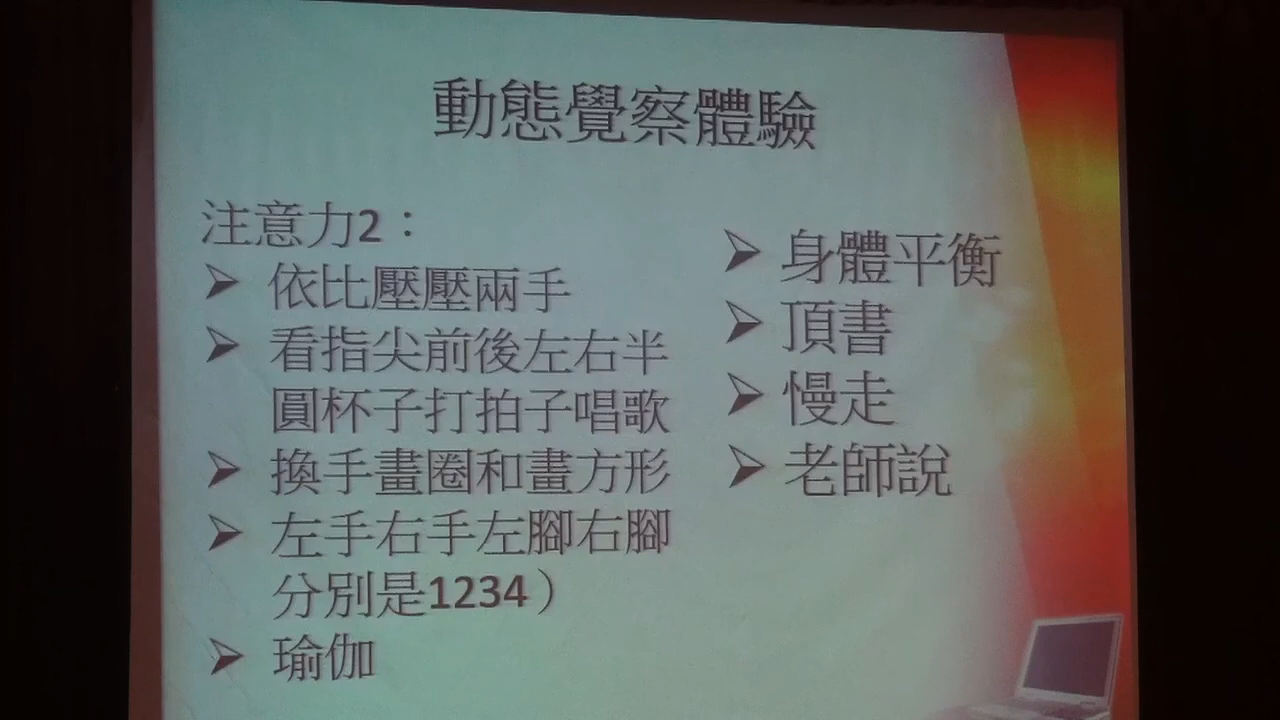 動態覺察體驗
注意力2：
➢ 依比壓壓兩手
➢ 看指尖前後左右半
圓杯子打拍子唱歌
➢ 換手畫圈和畫方形
➢ 左手右手左腳右腳
分別是1234）
➢ 瑜伽
➢ 身體平衡
➢ 頂書
➢ 慢走
➢ 老師說